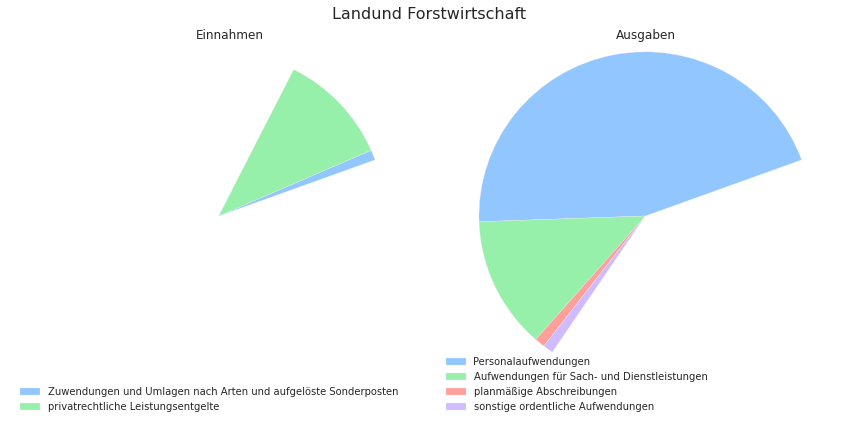 Landund Forstwirtschaft
Einnahmen
Ausgaben
Zuwendungen und Umlagen nach Arten und aufgelöste Sonderposten
privatrechtliche Leistungsentgelte
Personalaufwendungen
Aufwendungen für Sach- und Dienstleistungen
planmäßige Abschreibungen
sonstige ordentliche Aufwendungen